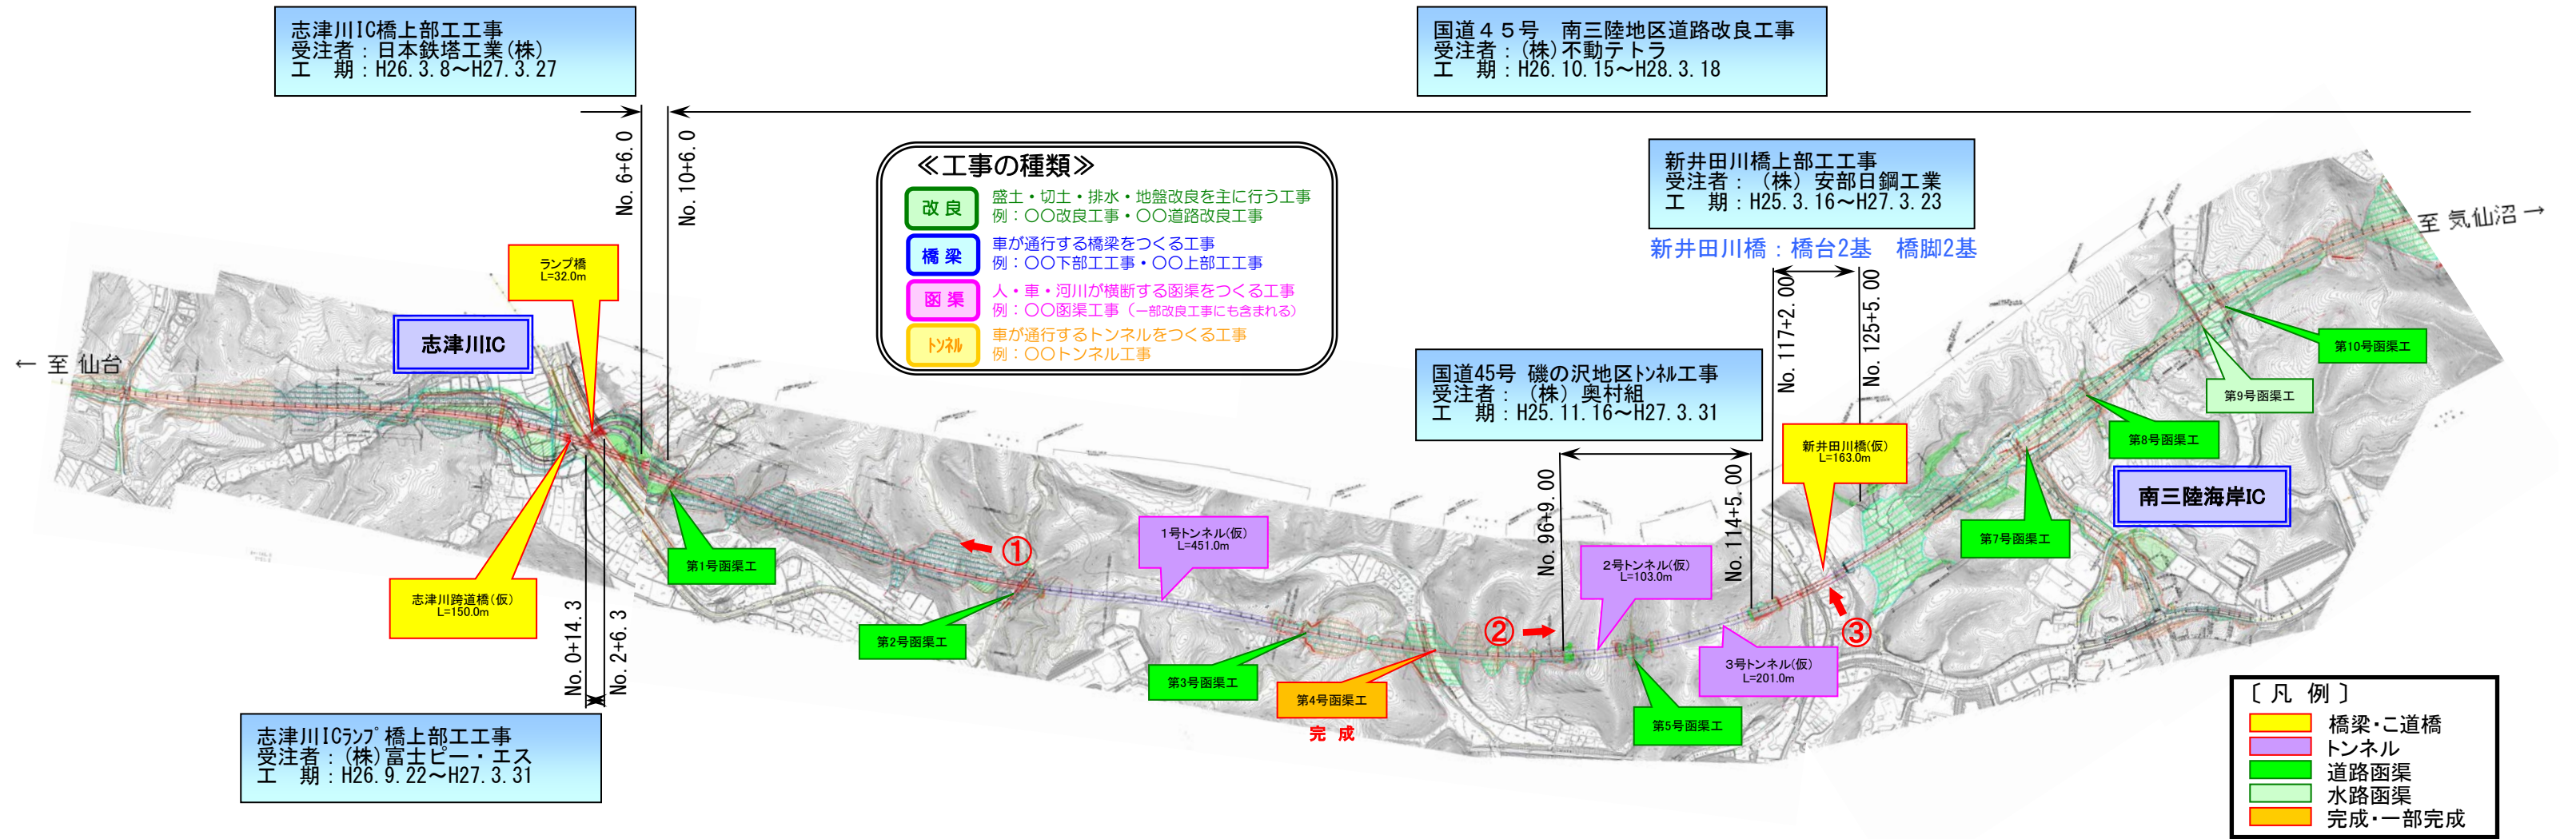 志津川IC橋上部工工事
受注者：日本鉄塔工業(株)
工　期：H26.3.8～H27.3.27
国道４５号　南三陸地区道路改良工事
受注者：(株)不動テトラ
工　期：H26.10.15～H28.3.18
No.6+6.0
No.10+6.0
≪工事の種類≫
改良
盛土・切土・排水・地盤改良を主に行う工事
例：〇〇改良工事・〇〇道路改良工事
橋梁
車が通行する橋梁をつくる工事
例：〇〇下部工工事・〇〇上部工工事
函渠
人・車・河川が横断する函渠をつくる工事
例：〇〇函渠工事（一部改良工事にも含まれる）
ﾄﾝﾈﾙ
車が通行するトンネルをつくる工事
例：〇〇トンネル工事
新井田川橋上部工工事
受注者：（株）安部日鋼工業
工　期：H25.3.16～H27.3.23
新井田川橋：橋台2基　橋脚2基
No.117+2.00
No.125+5.00
至 気仙沼 →
ランプ橋
L=32.0m
志津川IC
← 至 仙台
国道45号 磯の沢地区ﾄﾝﾈﾙ工事
受注者：（株）奥村組
工　期：H25.11.16～H27.3.31
No.96+9.00
No.114+5.00
新井田川橋(仮)
L=163.0m
第10号函渠工
第9号函渠工
第8号函渠工
南三陸海岸IC
第7号函渠工
第1号函渠工
①
1号トンネル(仮)
L=451.0m
２号トンネル(仮)
L=103.0m
志津川跨道橋(仮)
L=150.0m
No.0+14.3
No.2+6.3
第2号函渠工
②
③
第3号函渠工
第4号函渠工
完 成
第5号函渠工
３号トンネル(仮)
L=201.0m
志津川ICﾗﾝﾌﾟ橋上部工工事
受注者：(株)富士ピー・エス
工　期：H26.9.22～H27.3.31
〔 凡 例 〕
橋梁・こ道橋
トンネル
道路函渠
水路函渠
完成・一部完成